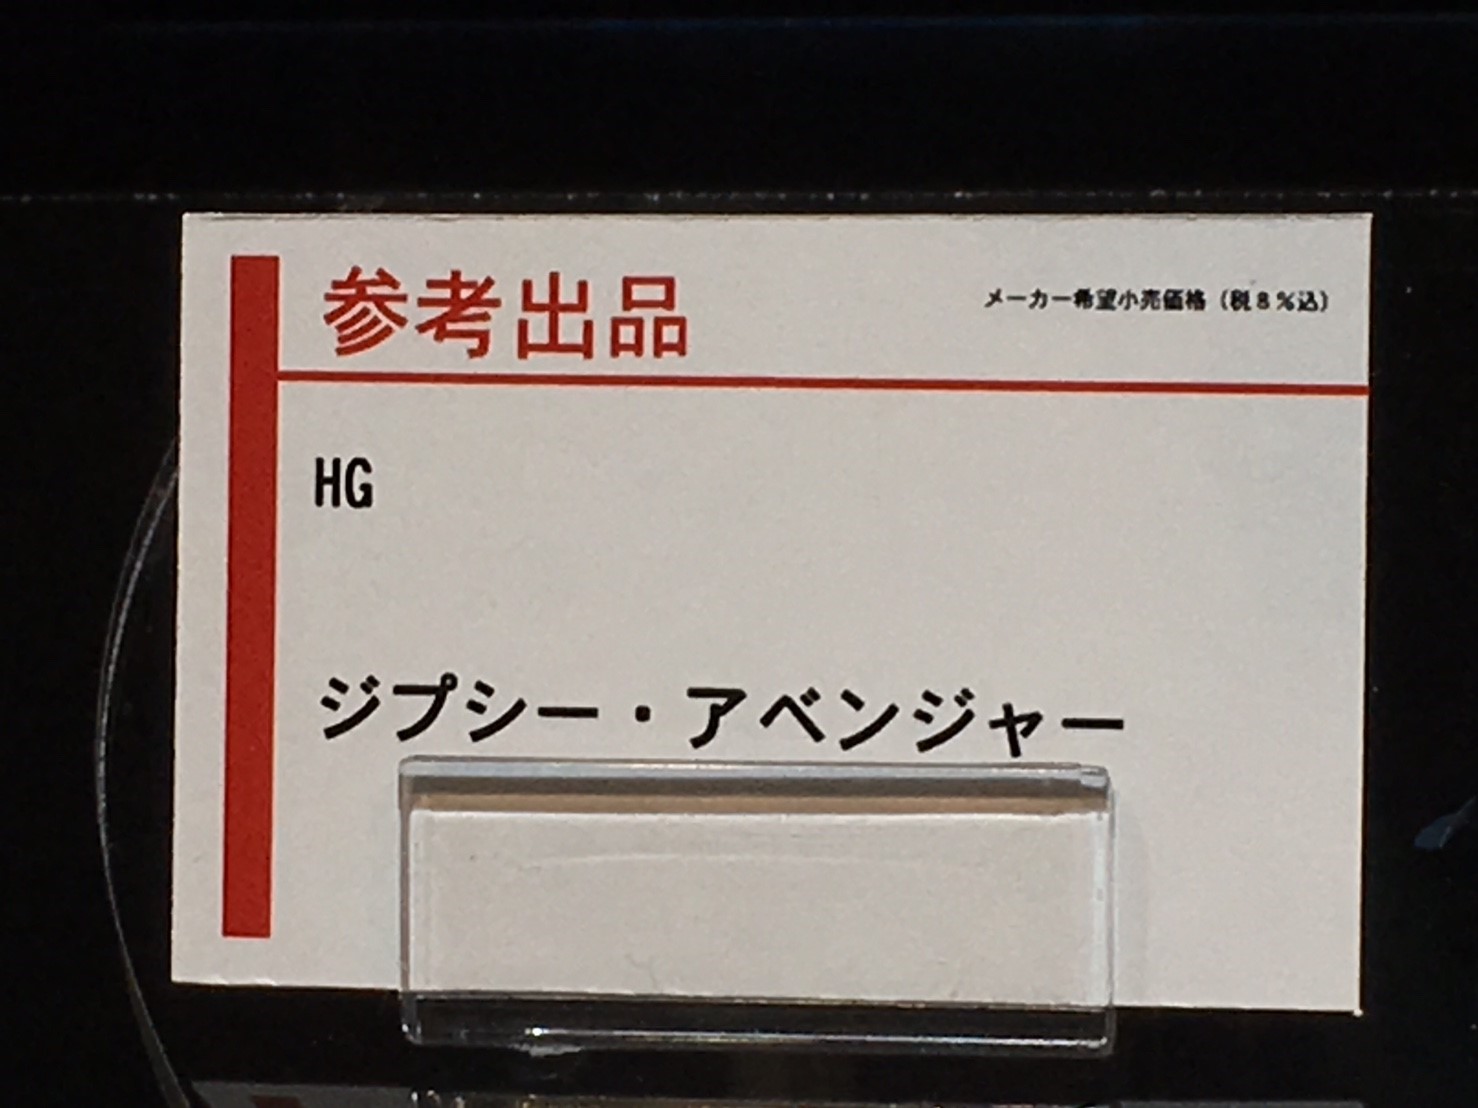 参考出品
メーカー希望小売価格（税８％込）
HG
ジプシー・アベンジャー